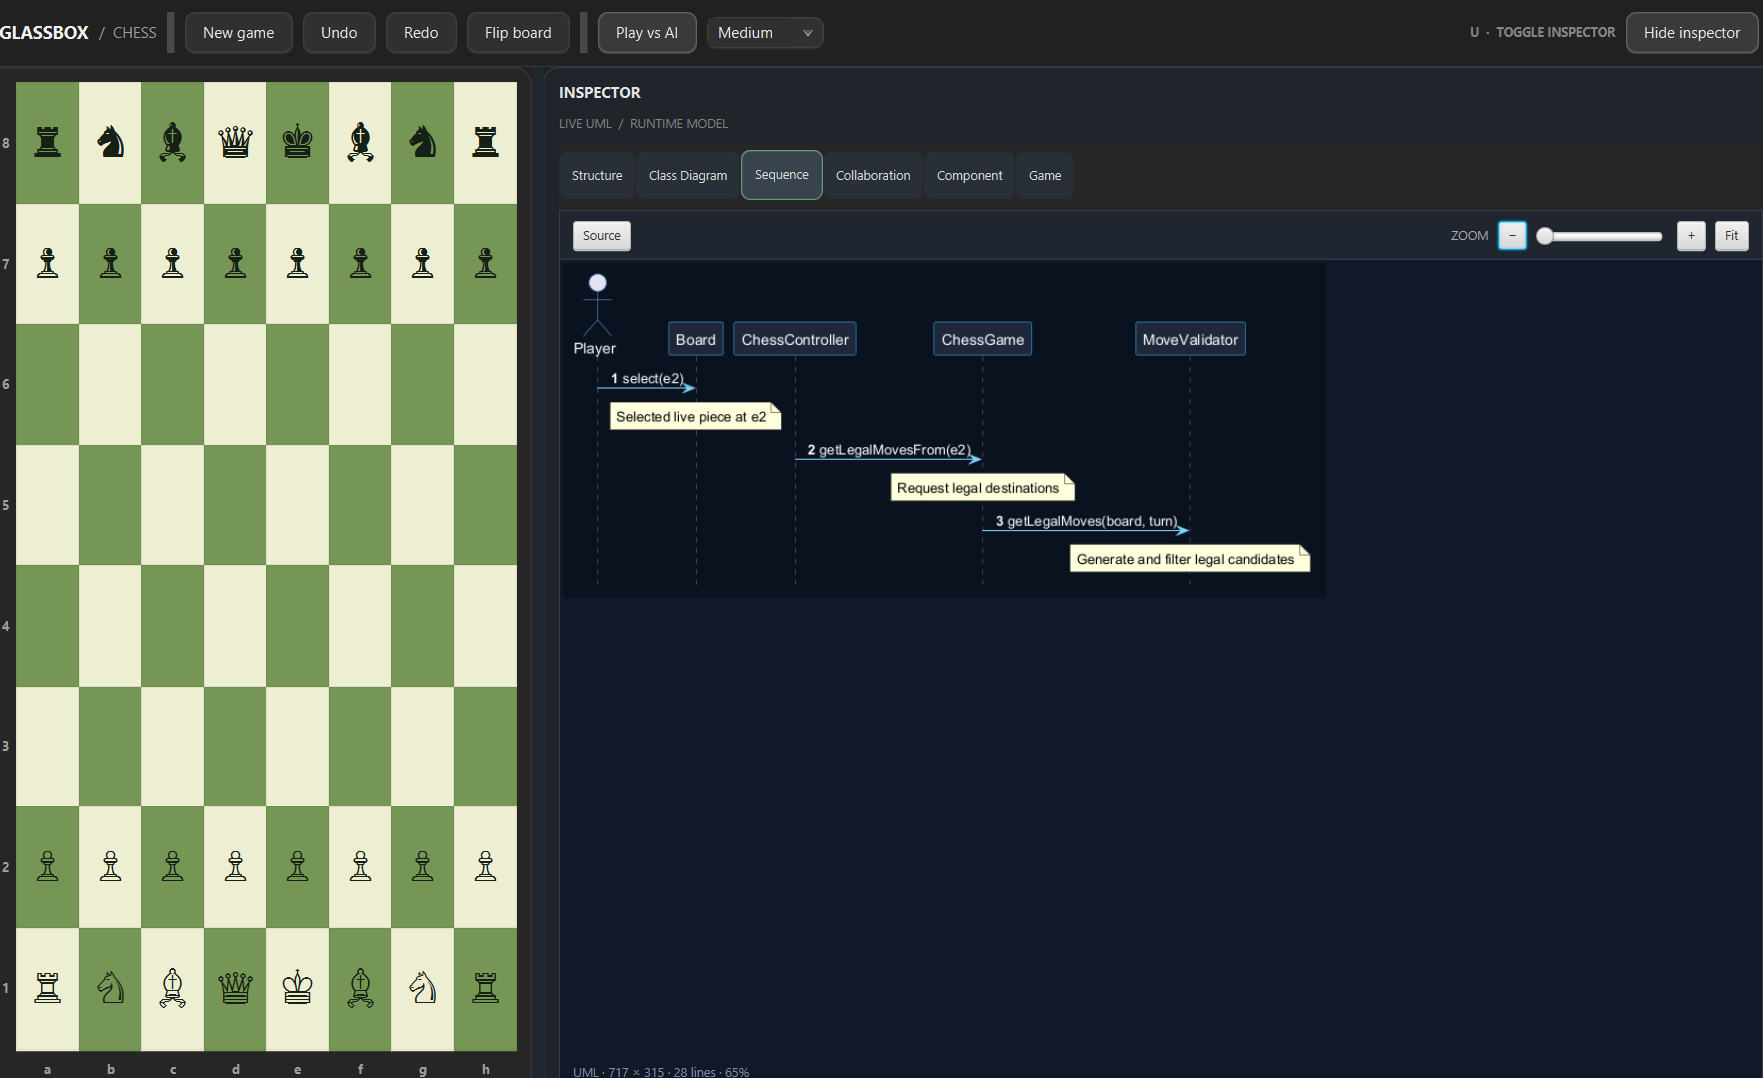 GLASSBOX / CHESS New game Undo Redo Flip board Play vs AI Medium U · TOGGLE INSPECTOR Hide inspector
INSPECTOR
LIVE UML / RUNTIME MODEL
Structure Class Diagram Sequence Collaboration Component Game
Source ZOOM − + Fit
Player Board ChessController ChessGame MoveValidator
1 select(e2)
Selected live piece at e2
2 getLegalMovesFrom(e2)
Request legal destinations
3 getLegalMoves(board, turn)
Generate and filter legal candidates
8
7
6
5
4
3
2
1
a b c d e f g h
UML · 717 × 315 · 28 lines · 65%